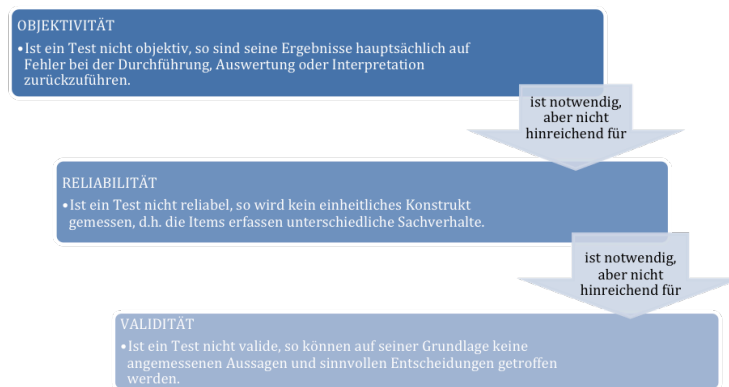 OBJEKTIVITÄT
•Ist ein Test nicht objektiv, so sind seine Ergebnisse hauptsächlich auf
Fehler bei der Durchführung, Auswertung oder Interpretation
zurückzuführen.
ist notwendig,
aber nicht
hinreichend für
RELIABILITÄT
•Ist ein Test nicht reliabel, so wird kein einheitliches Konstrukt
gemessen, d.h. die Items erfassen unterschiedliche Sachverhalte.
ist notwendig,
aber nicht
hinreichend für
VALIDITÄT
•Ist ein Test nicht valide, so können auf seiner Grundlage keine
angemessenen Aussagen und sinnvollen Entscheidungen getroffen
werden.